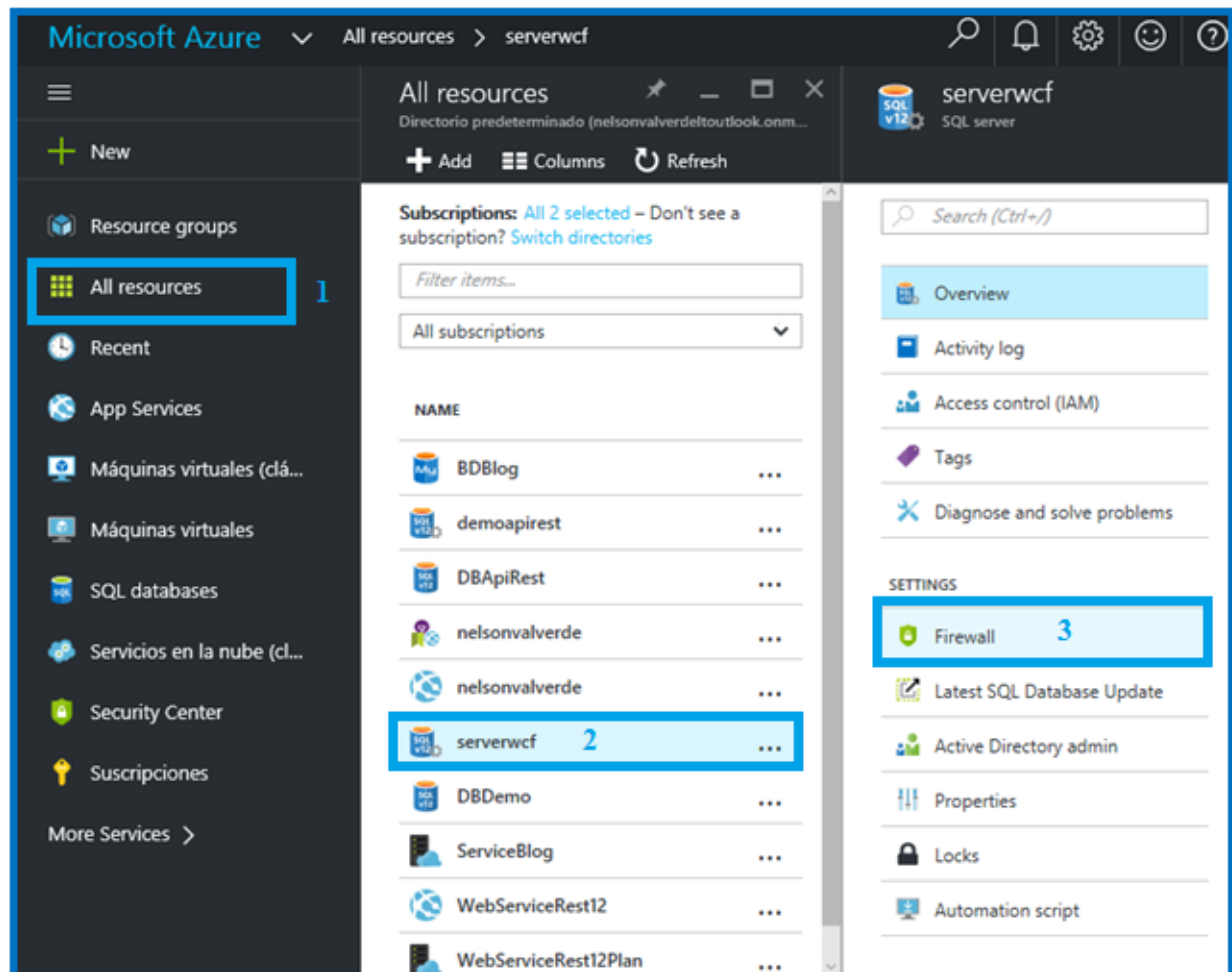 Microsoft Azure All resources > serverwcf
New
Resource groups
All resources 1
Recent
App Services
Máquinas virtuales (clá...
Máquinas virtuales
SQL databases
Servicios en la nube (cl...
Security Center
Suscripciones
More Services >
All resources
Directorio predeterminado (nelsonvalverdeltoutlook.onm...
Add Columns Refresh
Subscriptions: All 2 selected – Don't see a
subscription? Switch directories
Filter items...
All subscriptions
NAME
BDBlog ...
demoapirest ...
DBApiRest ...
nelsonvalverde ...
nelsonvalverde ...
serverwcf 2 ...
DBDemo ...
ServiceBlog ...
WebServiceRest12 ...
WebServiceRest12Plan ...
serverwcf
SQL server
Search (Ctrl+/)
Overview
Activity log
Access control (IAM)
Tags
Diagnose and solve problems
SETTINGS
Firewall 3
Latest SQL Database Update
Active Directory admin
Properties
Locks
Automation script